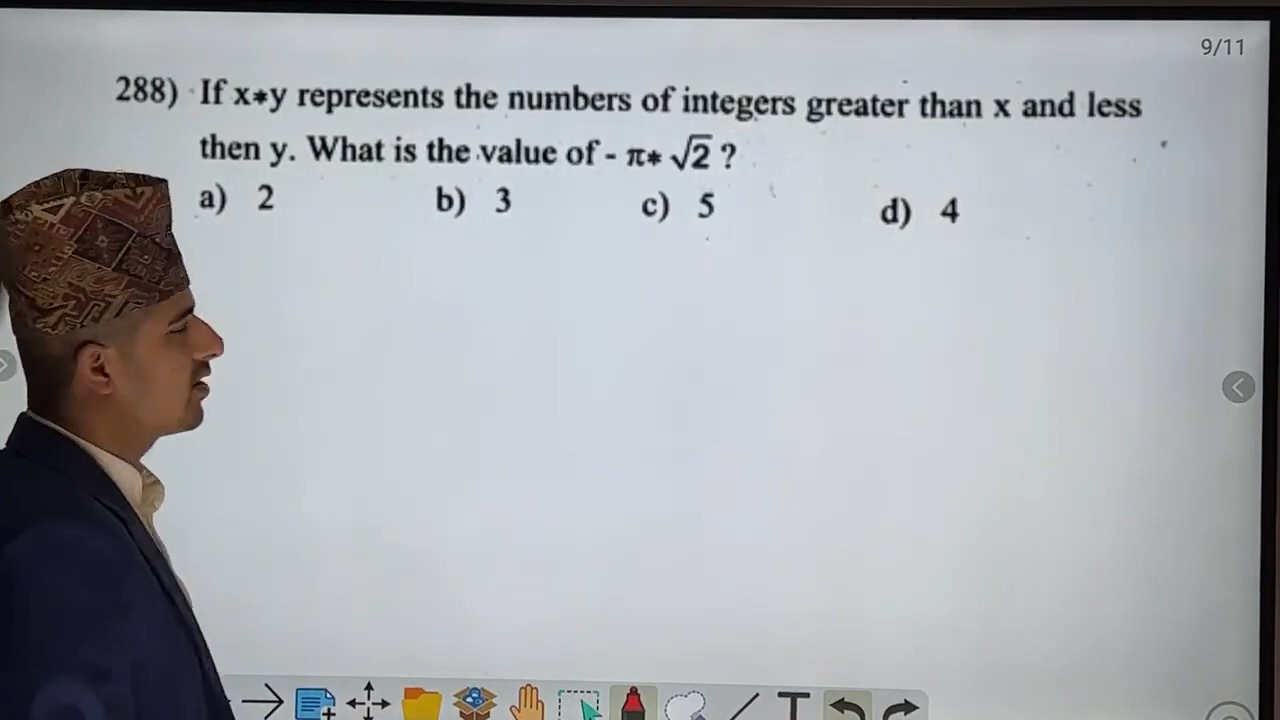 9/11
288) If x*y represents the numbers of integers greater than x and less
then y. What is the value of - π* √2 ?
a) 2 b) 3 c) 5 d) 4